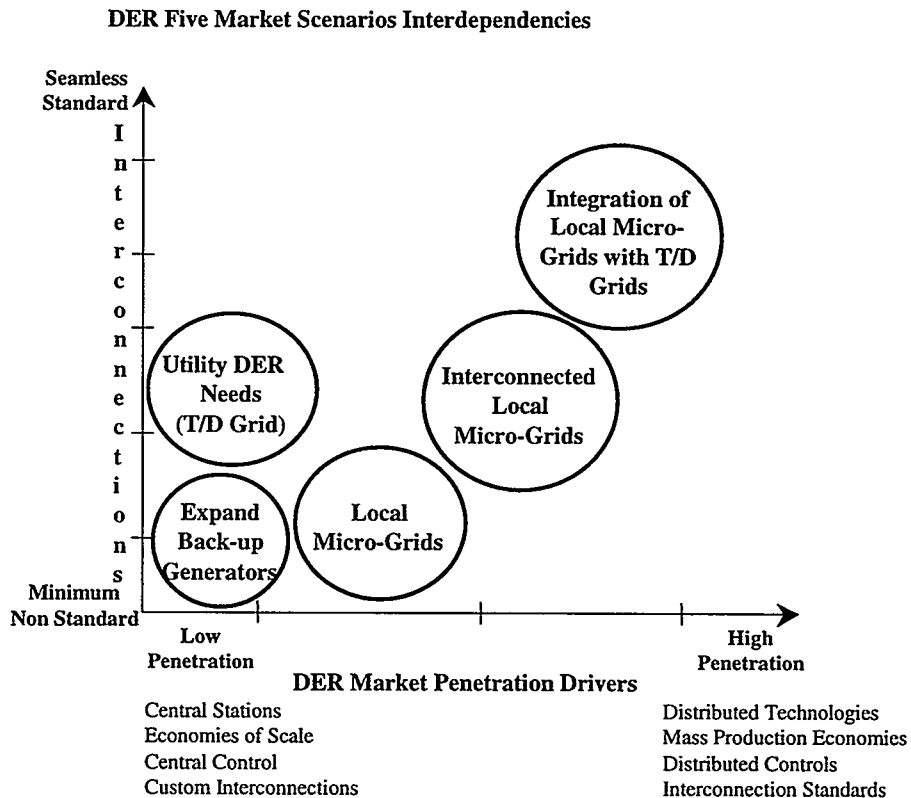 DER Five Market Scenarios Interdependencies
Seamless
Standard
Interconnections
Integration of
Local Micro-
Grids with T/D
Grids
Utility DER
Needs
(T/D Grid)
Interconnected
Local
Micro-Grids
Expand
Back-up
Generators
Local
Micro-Grids
Minimum
Non Standard
Low
Penetration
High
Penetration
DER Market Penetration Drivers
Central Stations
Economies of Scale
Central Control
Custom Interconnections
Distributed Technologies
Mass Production Economies
Distributed Controls
Interconnection Standards